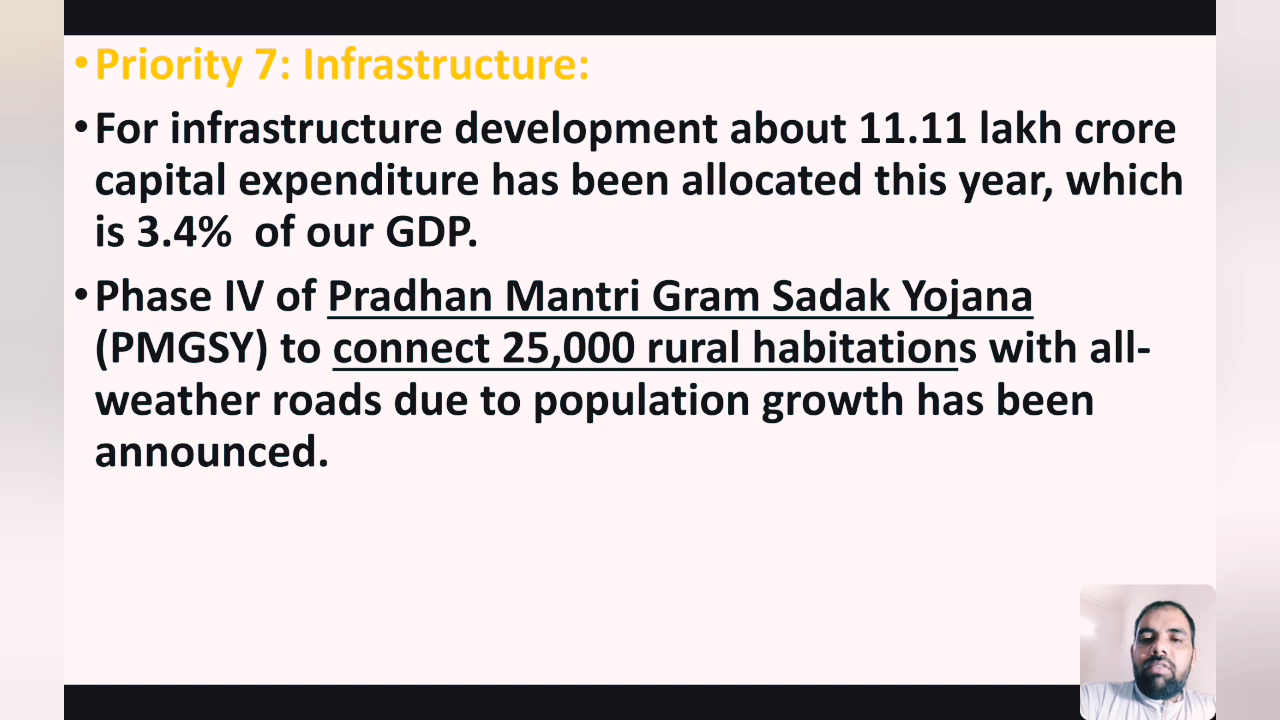 •Priority 7: Infrastructure:
•For infrastructure development about 11.11 lakh crore
capital expenditure has been allocated this year, which
is 3.4%  of our GDP.
•Phase IV of Pradhan Mantri Gram Sadak Yojana
(PMGSY) to connect 25,000 rural habitations with all-
weather roads due to population growth has been
announced.